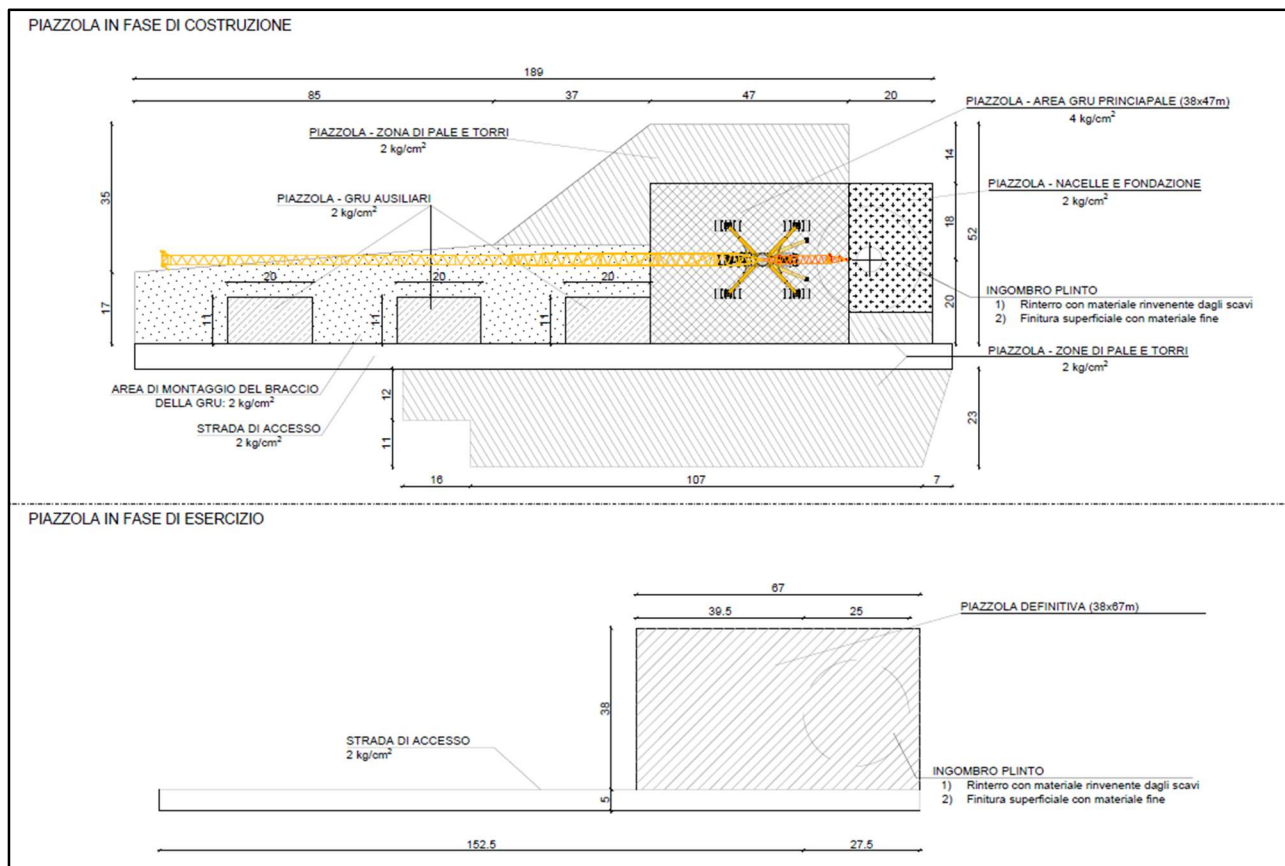 PIAZZOLA IN FASE DI COSTRUZIONE
189
85
37
47
20
PIAZZOLA - AREA GRU PRINCIAPALE (38x47m)
4 kg/cm²
PIAZZOLA - ZONA DI PALE E TORRI
2 kg/cm²
14
35
PIAZZOLA - GRU AUSILIARI
2 kg/cm²
PIAZZOLA - NACELLE E FONDAZIONE
2 kg/cm²
18
52
20
20
20
INGOMBRO PLINTO
1) Rinterro con materiale rinvenente dagli scavi
2) Finitura superficiale con materiale fine
17
11
11
11
20
PIAZZOLA - ZONE DI PALE E TORRI
2 kg/cm²
AREA DI MONTAGGIO DEL BRACCIO
DELLA GRU: 2 kg/cm²
12
STRADA DI ACCESSO
2 kg/cm²
11
23
16
107
7
PIAZZOLA IN FASE DI ESERCIZIO
67
39.5
25
PIAZZOLA DEFINITIVA (38x67m)
38
STRADA DI ACCESSO
2 kg/cm²
INGOMBRO PLINTO
1) Rinterro con materiale rinvenente dagli scavi
2) Finitura superficiale con materiale fine
5
152.5
27.5